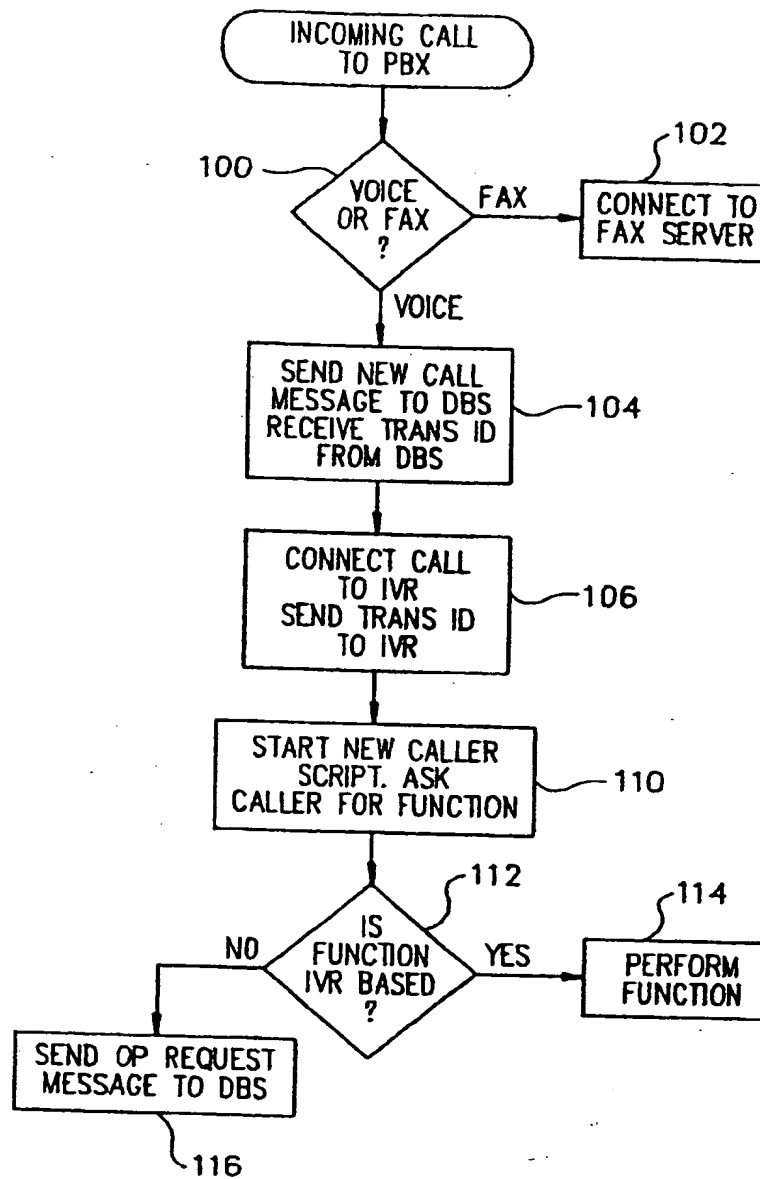 INCOMING CALL
TO PBX
100
VOICE
OR FAX
?
FAX
102
CONNECT TO
FAX SERVER
VOICE
SEND NEW CALL
MESSAGE TO DBS
RECEIVE TRANS ID
FROM DBS
104
CONNECT CALL
TO IVR
SEND TRANS ID
TO IVR
106
START NEW CALLER
SCRIPT. ASK
CALLER FOR FUNCTION
110
112
IS
FUNCTION
IVR BASED
?
NO
YES
114
PERFORM
FUNCTION
SEND OP REQUEST
MESSAGE TO DBS
116